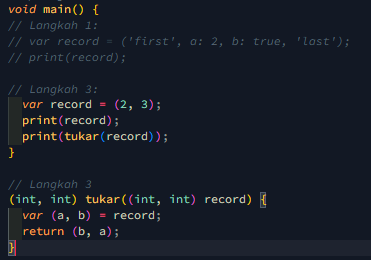 void main() {
// Langkah 1:
// var record = ('first', a: 2, b: true, 'last');
// print(record);
// Langkah 3:
var record = (2, 3);
print(record);
print(tukar(record));
}
// Langkah 3
(int, int) tukar((int, int) record) {
var (a, b) = record;
return (b, a);
}